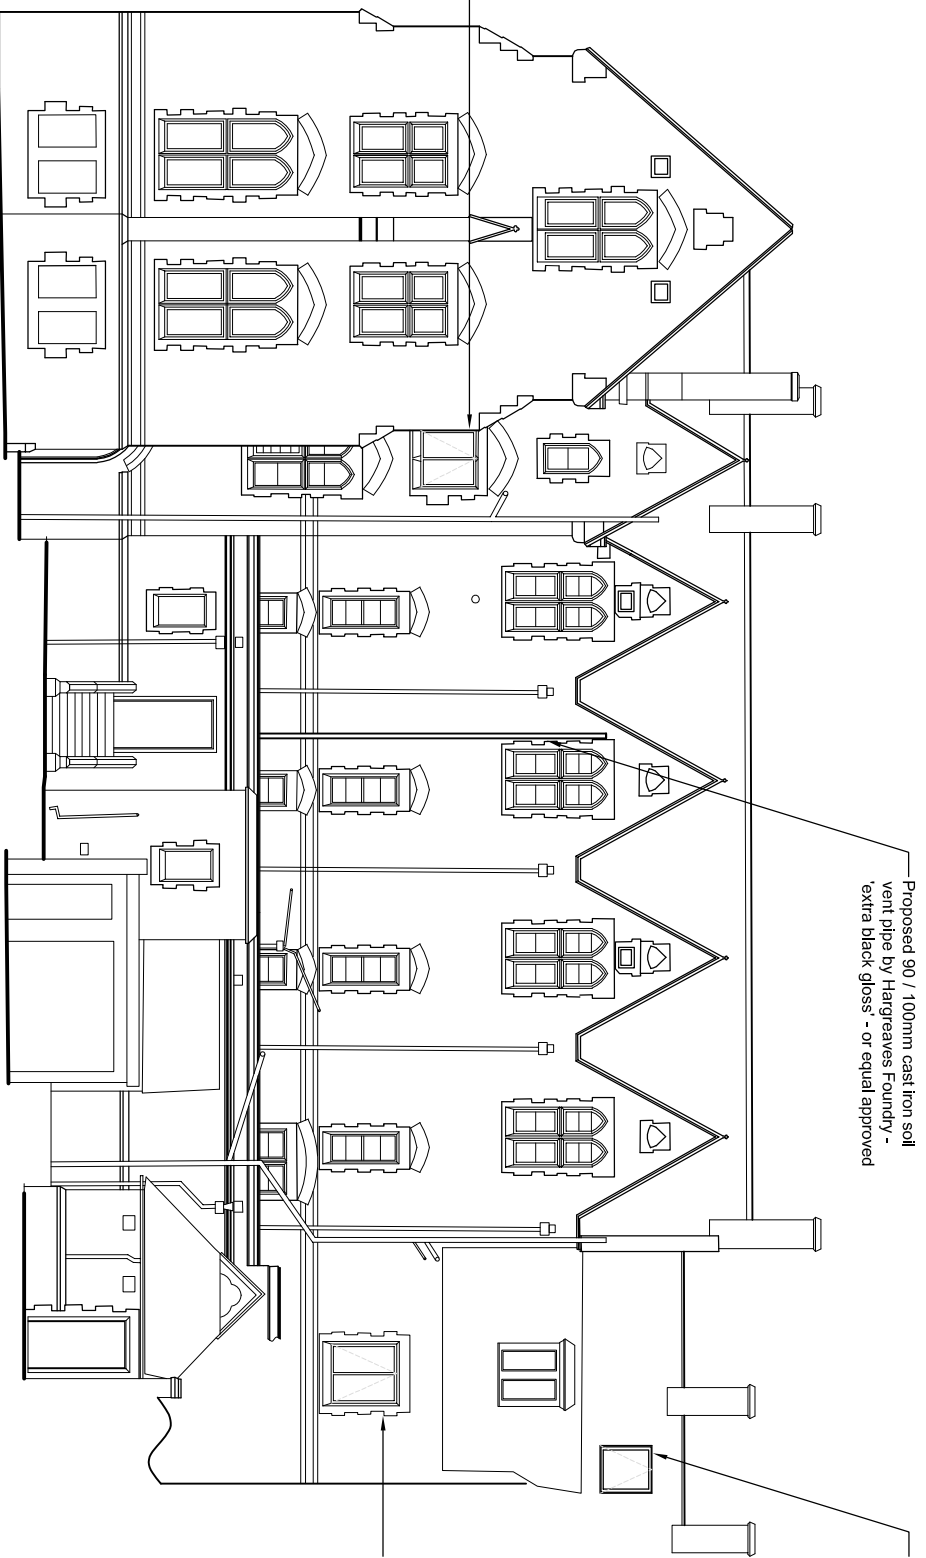 Proposed 90 / 100mm cast iron soil
vent pipe by Hargreaves Foundry -
'extra black gloss' - or equal approved